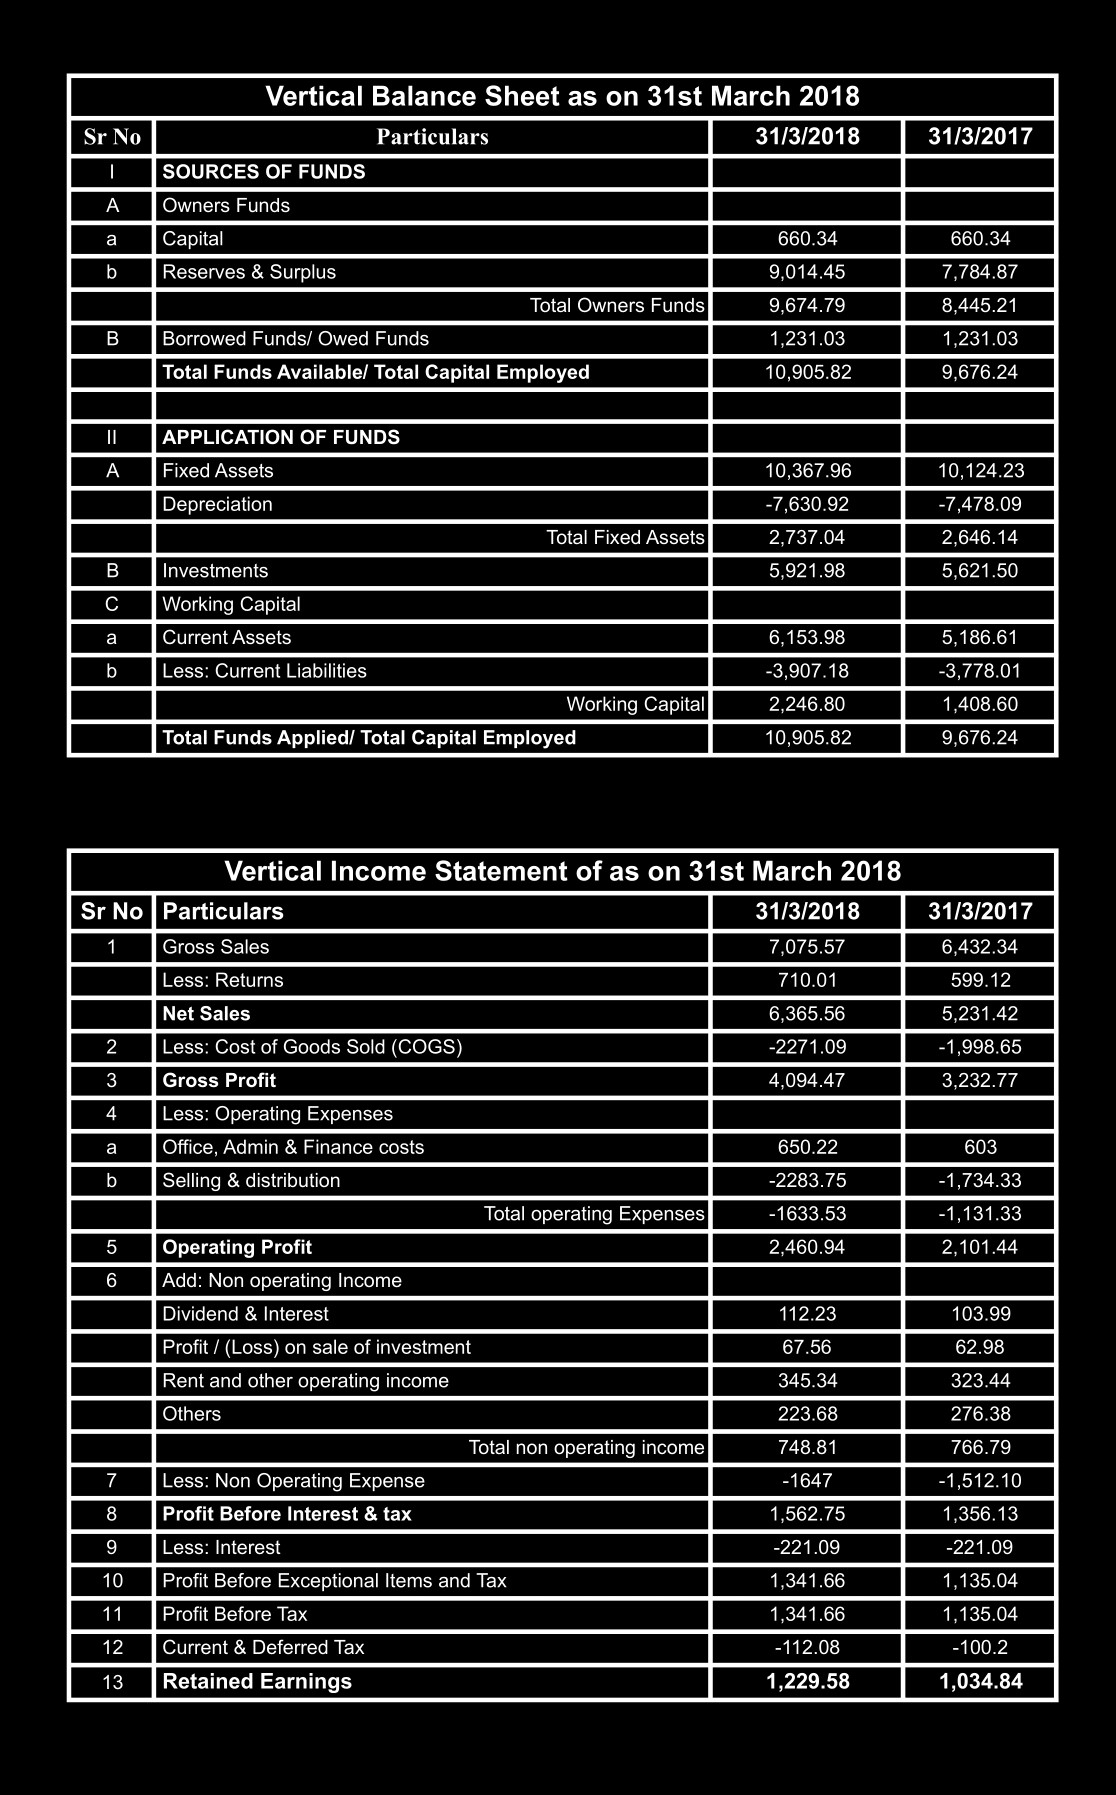 Vertical Balance Sheet as on 31st March 2018
Sr No Particulars 31/3/2018 31/3/2017
I SOURCES OF FUNDS
A Owners Funds
a Capital 660.34 660.34
b Reserves & Surplus 9,014.45 7,784.87
Total Owners Funds 9,674.79 8,445.21
B Borrowed Funds/ Owed Funds 1,231.03 1,231.03
Total Funds Available/ Total Capital Employed 10,905.82 9,676.24
II APPLICATION OF FUNDS
A Fixed Assets 10,367.96 10,124.23
Depreciation -7,630.92 -7,478.09
Total Fixed Assets 2,737.04 2,646.14
B Investments 5,921.98 5,621.50
C Working Capital
a Current Assets 6,153.98 5,186.61
b Less: Current Liabilities -3,907.18 -3,778.01
Working Capital 2,246.80 1,408.60
Total Funds Applied/ Total Capital Employed 10,905.82 9,676.24
Vertical Income Statement of as on 31st March 2018
Sr No Particulars 31/3/2018 31/3/2017
1 Gross Sales 7,075.57 6,432.34
Less: Returns 710.01 599.12
Net Sales 6,365.56 5,231.42
2 Less: Cost of Goods Sold (COGS) -2271.09 -1,998.65
3 Gross Profit 4,094.47 3,232.77
4 Less: Operating Expenses
a Office, Admin & Finance costs 650.22 603
b Selling & distribution -2283.75 -1,734.33
Total operating Expenses -1633.53 -1,131.33
5 Operating Profit 2,460.94 2,101.44
6 Add: Non operating Income
Dividend & Interest 112.23 103.99
Profit / (Loss) on sale of investment 67.56 62.98
Rent and other operating income 345.34 323.44
Others 223.68 276.38
Total non operating income 748.81 766.79
7 Less: Non Operating Expense -1647 -1,512.10
8 Profit Before Interest & tax 1,562.75 1,356.13
9 Less: Interest -221.09 -221.09
10 Profit Before Exceptional Items and Tax 1,341.66 1,135.04
11 Profit Before Tax 1,341.66 1,135.04
12 Current & Deferred Tax -112.08 -100.2
13 Retained Earnings 1,229.58 1,034.84